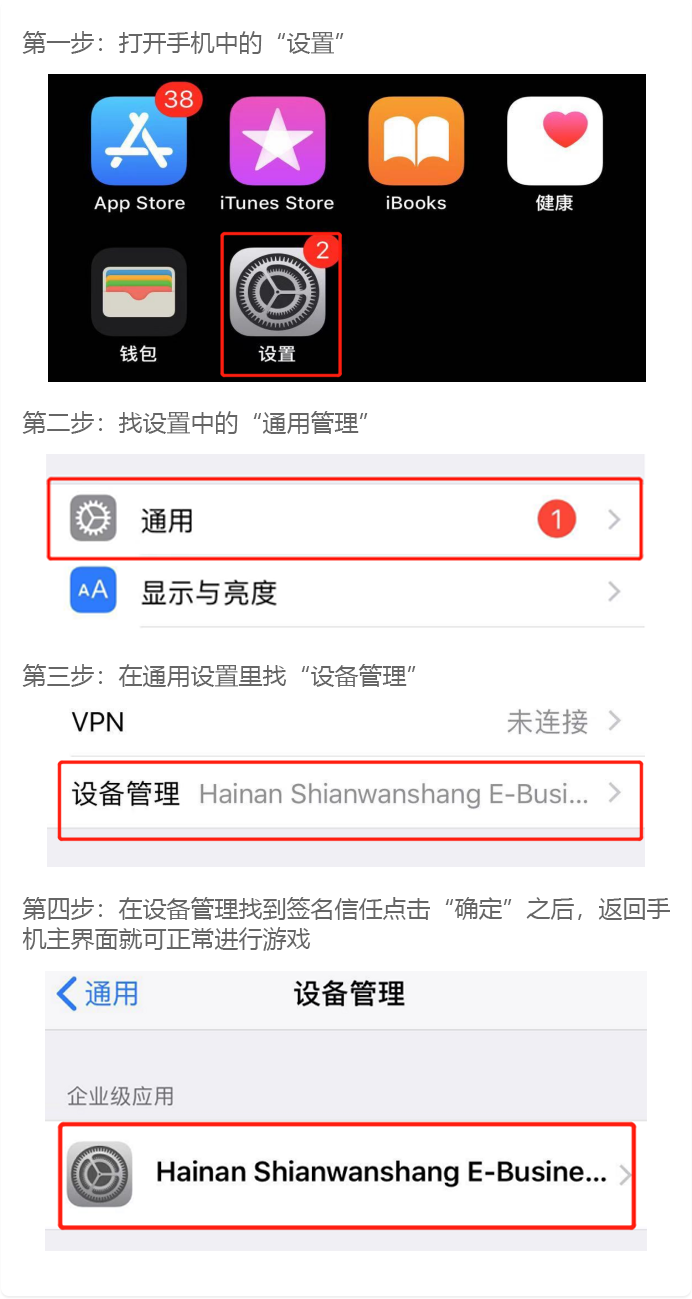 第一步：打开手机中的“设置”
38
App Store
iTunes Store
iBooks
健康
2
钱包
设置
第二步：找设置中的“通用管理”
通用
1
AA
显示与亮度
第三步：在通用设置里找“设备管理”
VPN
未连接
设备管理
Hainan Shianwanshang E-Busi...
第四步：在设备管理找到签名信任点击“确定”之后，返回手
机主界面就可正常进行游戏
通用
设备管理
企业级应用
Hainan Shianwanshang E-Busine...